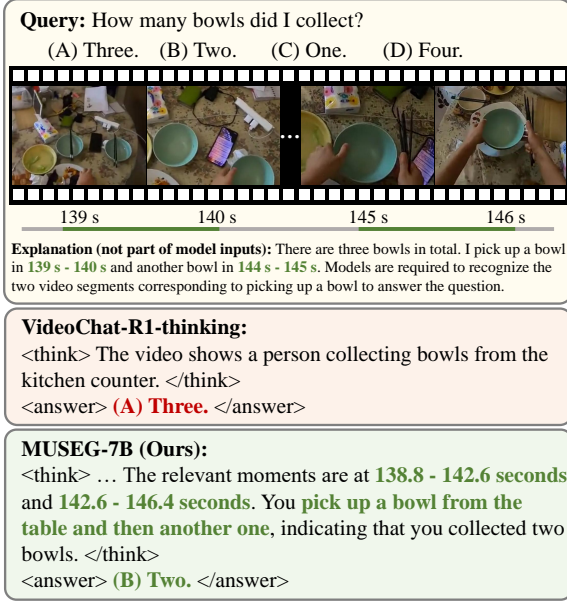 Query: How many bowls did I collect?
(A) Three. (B) Two. (C) One. (D) Four.
...
139 s 140 s 145 s 146 s
Explanation (not part of model inputs): There are three bowls in total. I pick up a bowl
in 139 s - 140 s and another bowl in 144 s - 145 s. Models are required to recognize the
two video segments corresponding to picking up a bowl to answer the question.
VideoChat-R1-thinking:
<think> The video shows a person collecting bowls from the
kitchen counter. </think>
<answer> (A) Three. </answer>
MUSEG-7B (Ours):
<think> ... The relevant moments are at 138.8 - 142.6 seconds
and 142.6 - 146.4 seconds. You pick up a bowl from the
table and then another one, indicating that you collected two
bowls. </think>
<answer> (B) Two. </answer>